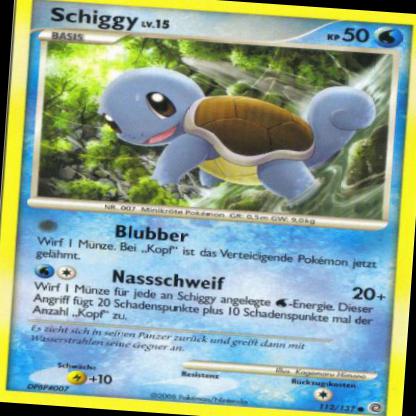 Schiggy LV.15
KP 50
BASIS
NR. 007 Minikröte Pokémon GR: 0,5m GW: 9,0kg
Blubber
Wirf 1 Münze. Bei „Kopf" ist das Verteidigende Pokémon jetzt
gelähmt.
Nassschweif
20+
Wirf 1 Münze für jede an Schiggy angelegte -Energie. Dieser
Angriff fügt 20 Schadenspunkte plus 10 Schadenspunkte mal der
Anzahl „Kopf" zu.
Es zieht sich in seinen Panzer zurück und greift dann mit
Wasserstrahlen seine Gegner an.
Schwäche
+10
Resistenz
Illus. Kagemaru Himeno
Rückzugskosten
DPBP#007
©2008 Pokémon/Nintendo
112/132